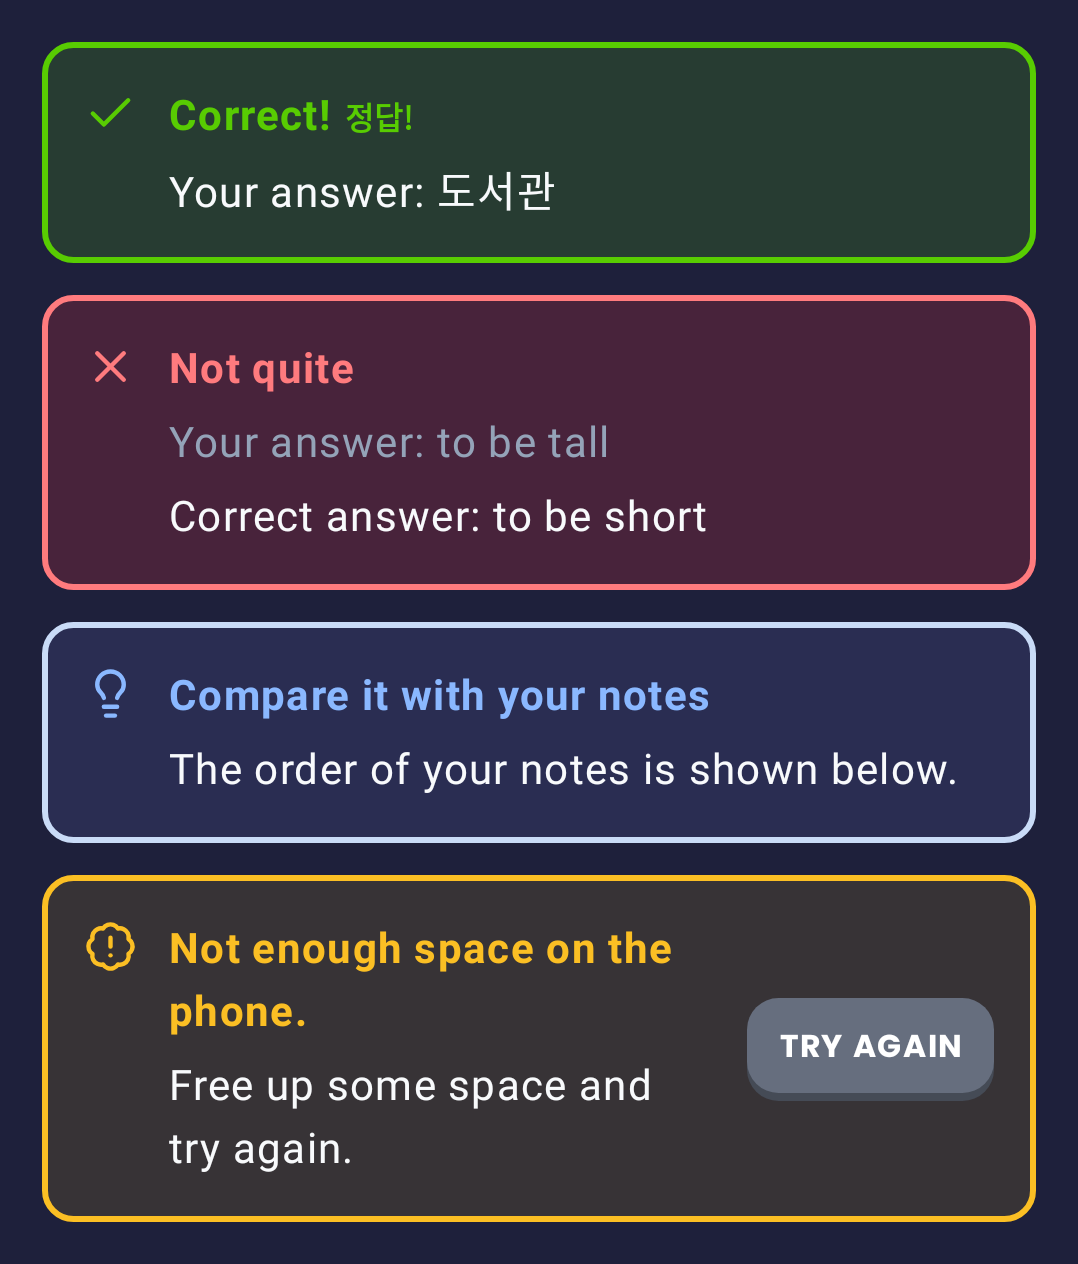 Correct! 정답!
Your answer: 도서관
Not quite
Your answer: to be tall
Correct answer: to be short
Compare it with your notes
The order of your notes is shown below.
Not enough space on the
phone.
Free up some space and
try again.
TRY AGAIN